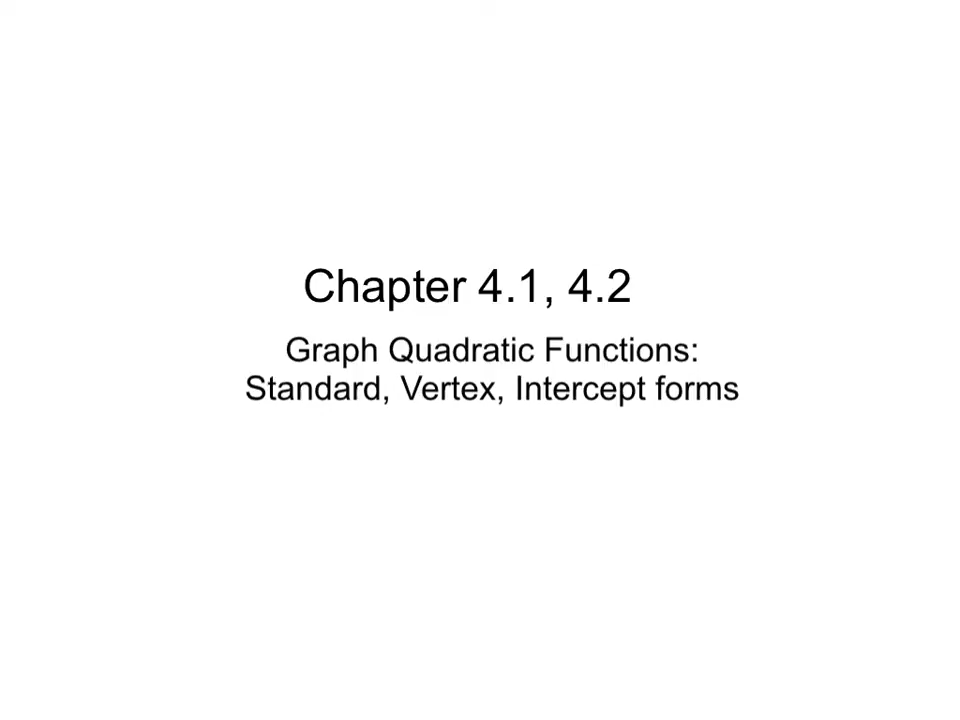 Chapter 4.1, 4.2
Graph Quadratic Functions:
Standard, Vertex, Intercept forms